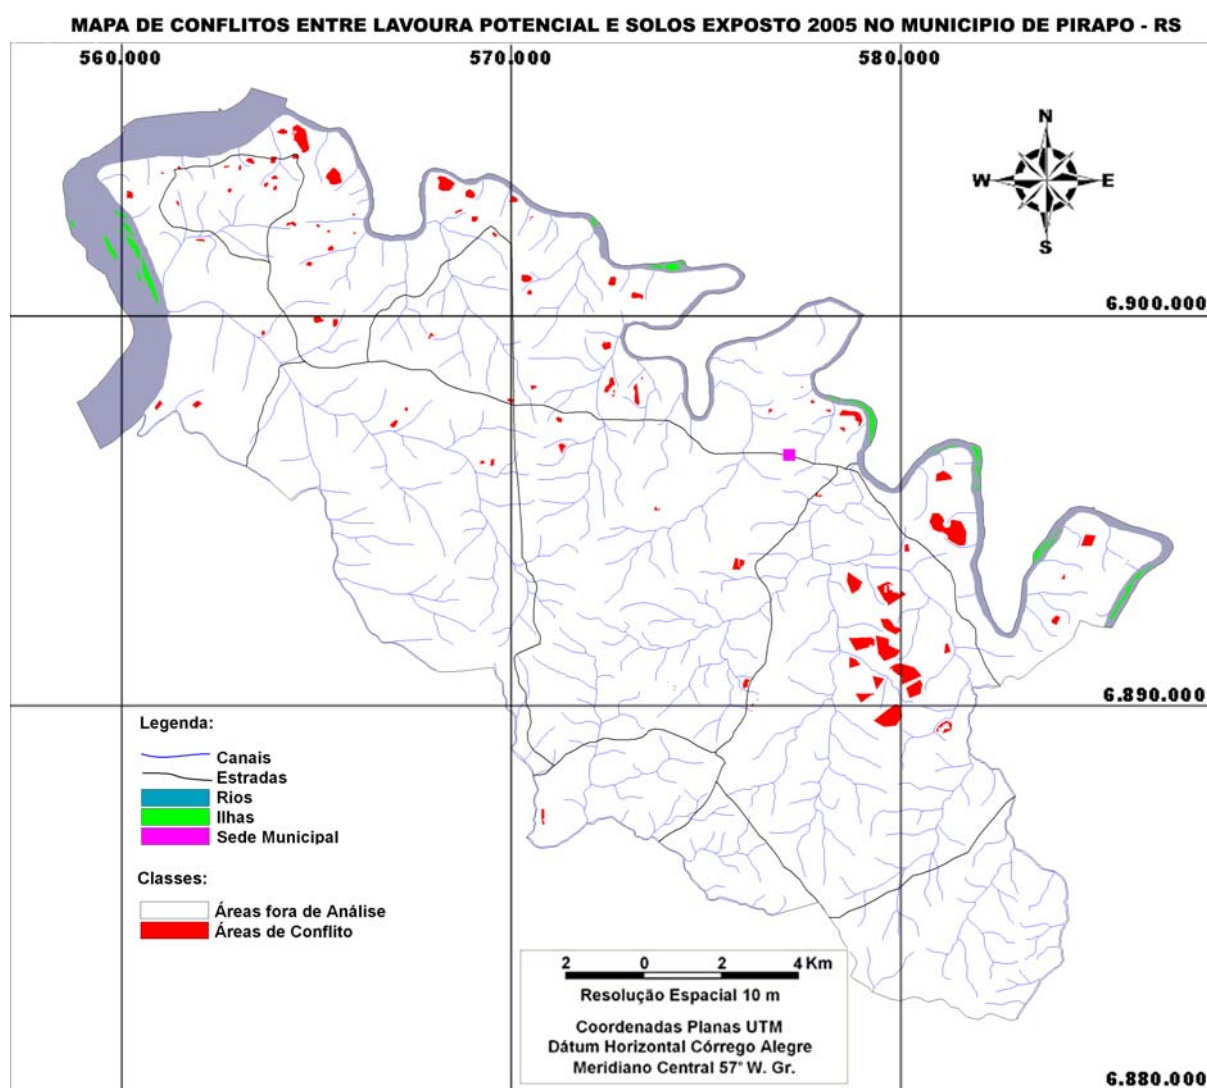 MAPA DE CONFLITOS ENTRE LAVOURA POTENCIAL E SOLOS EXPOSTO 2005 NO MUNICIPIO DE PIRAPO - RS
560.000 570.000 580.000
N
W E
S
6.900.000
6.890.000
Legenda:
Canais
Estradas
Rios
Ilhas
Sede Municipal
Classes:
Áreas fora de Análise
Áreas de Conflito
2 0 2 4 Km
Resolução Espacial 10 m
Coordenadas Planas UTM
Dátum Horizontal Córrego Alegre
Meridiano Central 57° W. Gr.
6.880.000